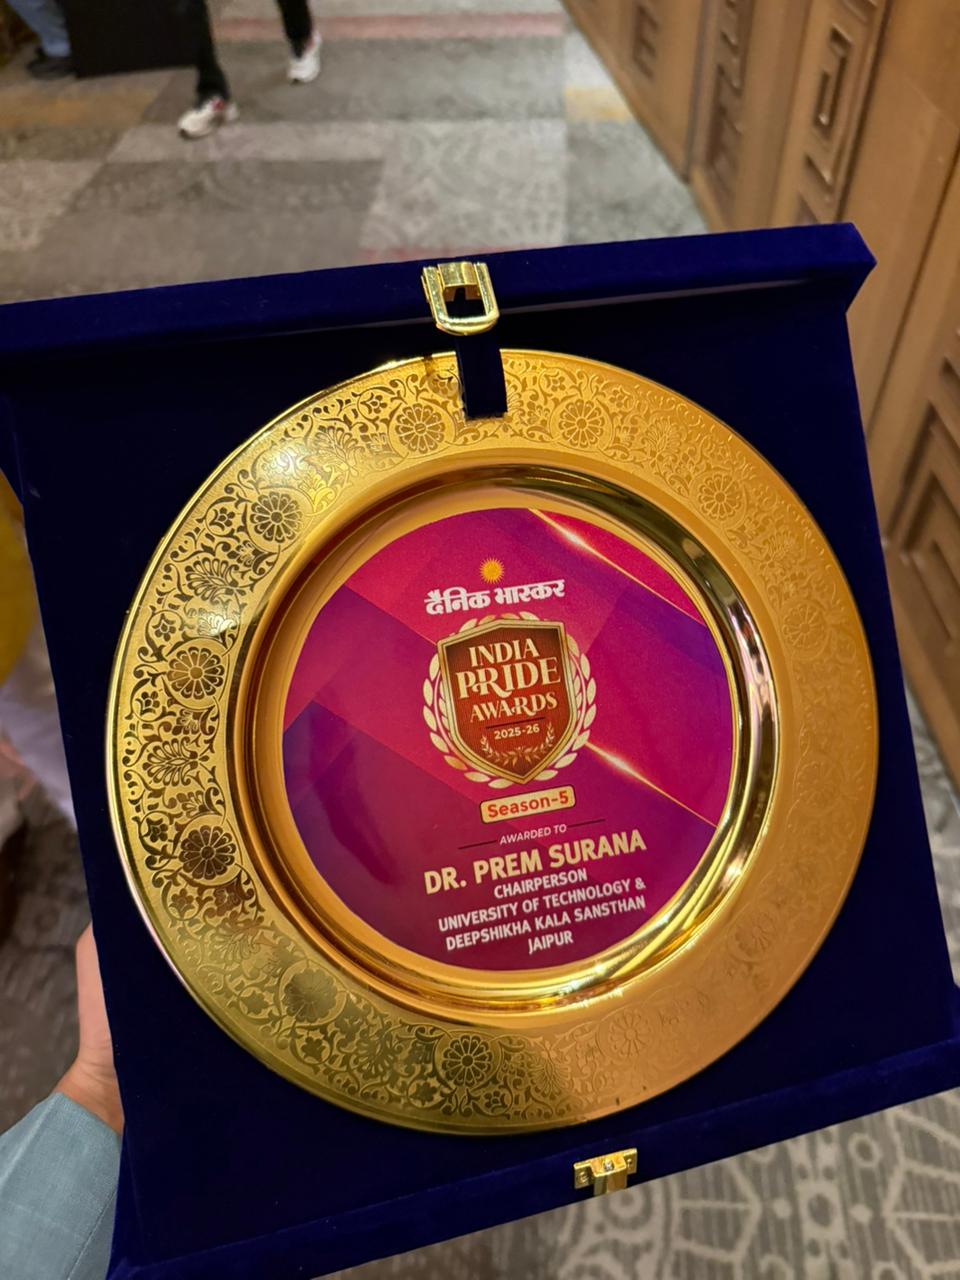 दैनिक भास्कर
INDIA
PRIDE
AWARDS
2025-26
Season-5
AWARDED TO
DR. PREM SURANA
CHAIRPERSON
UNIVERSITY OF TECHNOLOGY &
DEEPSHIKHA KALA SANSTHAN
JAIPUR